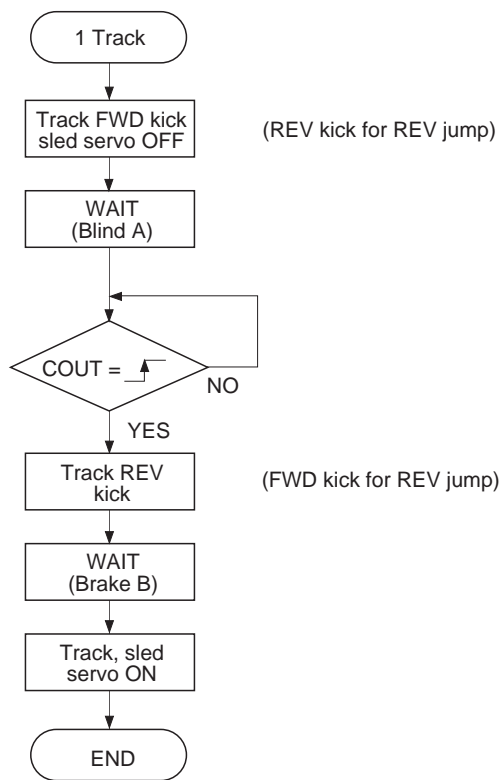 1 Track
Track FWD kick
sled servo OFF
(REV kick for REV jump)
WAIT
(Blind A)
COUT =
NO
YES
Track REV
kick
(FWD kick for REV jump)
WAIT
(Brake B)
Track, sled
servo ON
END